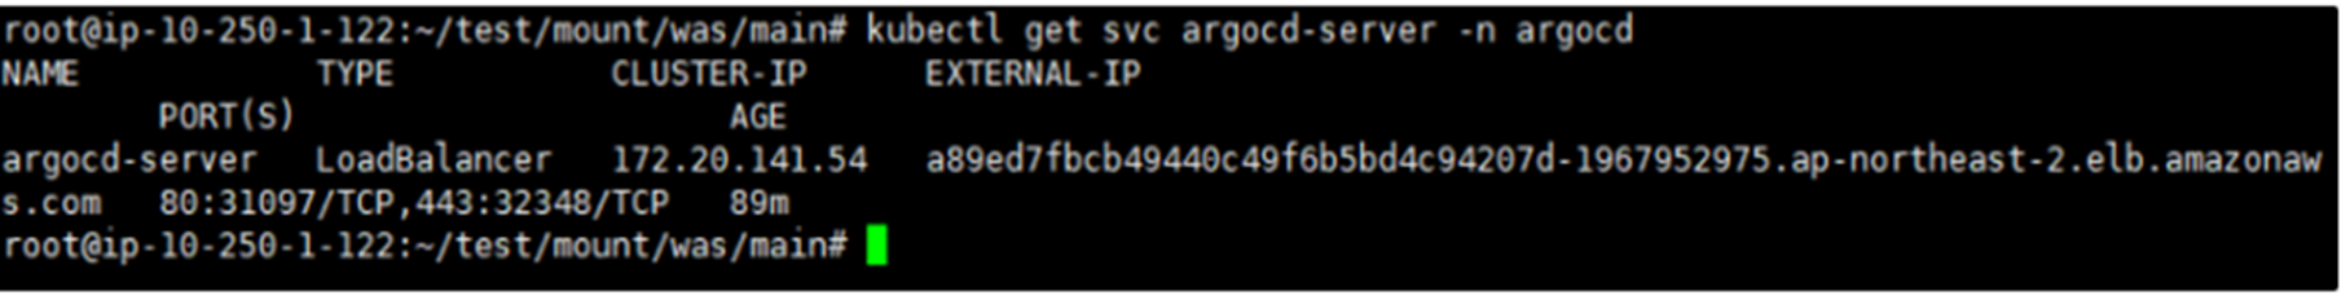 root@ip-10-250-1-122:~/test/mount/was/main# kubectl get svc argocd-server -n argocd
NAME            TYPE           CLUSTER-IP      EXTERNAL-IP
        PORT(S)                      AGE
argocd-server   LoadBalancer   172.20.141.54   a89ed7fbcb49440c49f6b5bd4c94207d-1967952975.ap-northeast-2.elb.amazonaw
s.com   80:31097/TCP,443:32348/TCP   89m
root@ip-10-250-1-122:~/test/mount/was/main#